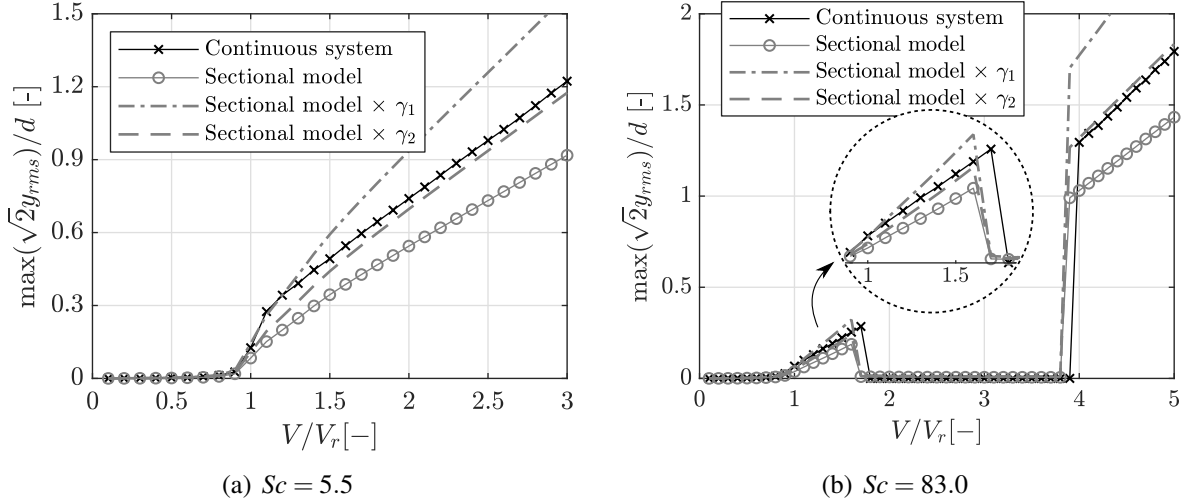 1.5
1.2
0.9
0.6
0.3
0
max(√2y_rms)/d [-]
Continuous system
Sectional model
Sectional model × γ₁
Sectional model × γ₂
0 0.5 1 1.5 2 2.5 3
V/V_r[−]
(a) Sc = 5.5
2
1.5
1
0.5
0
max(√2y_rms)/d [-]
Continuous system
Sectional model
Sectional model × γ₁
Sectional model × γ₂
1 1.5
0 1 2 3 4 5
V/V_r[−]
(b) Sc = 83.0